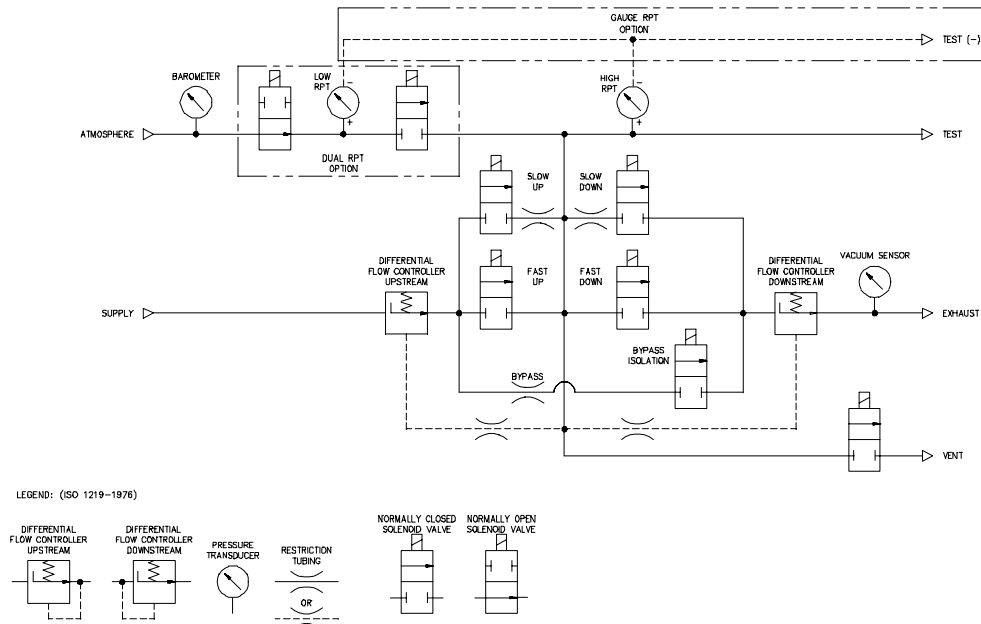 GAUGE RPT
OPTION
TEST (-)
BAROMETER
LOW
RPT
-
+
HIGH
RPT
-
+
ATMOSPHERE
TEST
DUAL RPT
OPTION
SLOW
UP
SLOW
DOWN
DIFFERENTIAL
FLOW CONTROLLER
UPSTREAM
FAST
UP
FAST
DOWN
DIFFERENTIAL
FLOW CONTROLLER
DOWNSTREAM
VACUUM SENSOR
SUPPLY
EXHAUST
BYPASS
ISOLATION
BYPASS
VENT
LEGEND: (ISO 1219-1976)
DIFFERENTIAL
FLOW CONTROLLER
UPSTREAM
DIFFERENTIAL
FLOW CONTROLLER
DOWNSTREAM
PRESSURE
TRANSDUCER
RESTRICTION
TUBING
OR
NORMALLY CLOSED
SOLENOID VALVE
NORMALLY OPEN
SOLENOID VALVE